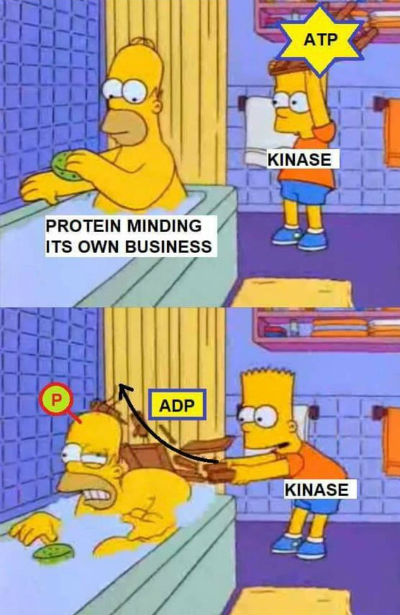 ATP
KINASE
PROTEIN MINDING
ITS OWN BUSINESS
P
ADP
KINASE